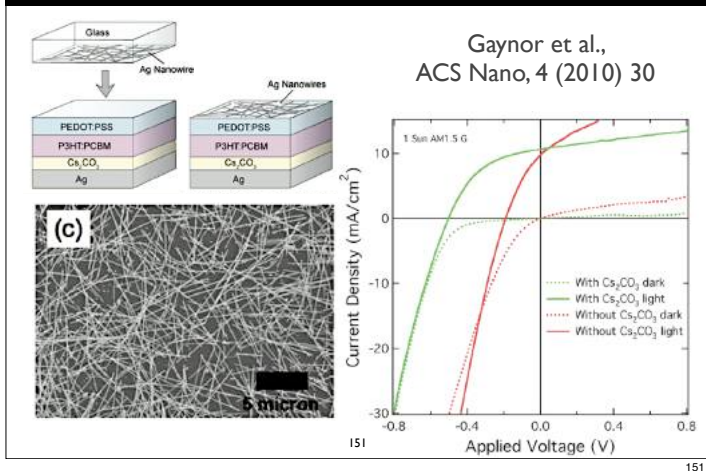 Glass
Ag Nanowire
Ag Nanowires
PEDOT:PSS
P3HT:PCBM
Cs₂CO₃
Ag
PEDOT:PSS
P3HT:PCBM
Cs₂CO₃
Ag
(c)
5 micron
Gaynor et al.,
ACS Nano, 4 (2010) 30
1 Sun AM1.5 G
Current Density (mA/cm²)
10
0
-10
-20
-30
With Cs₂CO₃ dark
With Cs₂CO₃ light
Without Cs₂CO₃ dark
Without Cs₂CO₃ light
-0.8
-0.4
0.0
0.4
0.8
Applied Voltage (V)
151
151